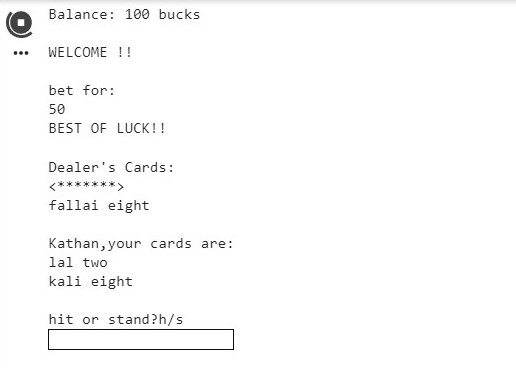 Balance: 100 bucks
WELCOME !!
bet for:
50
BEST OF LUCK!!
Dealer's Cards:
<*******>
fallai eight
Kathan,your cards are:
lal two
kali eight
hit or stand?h/s